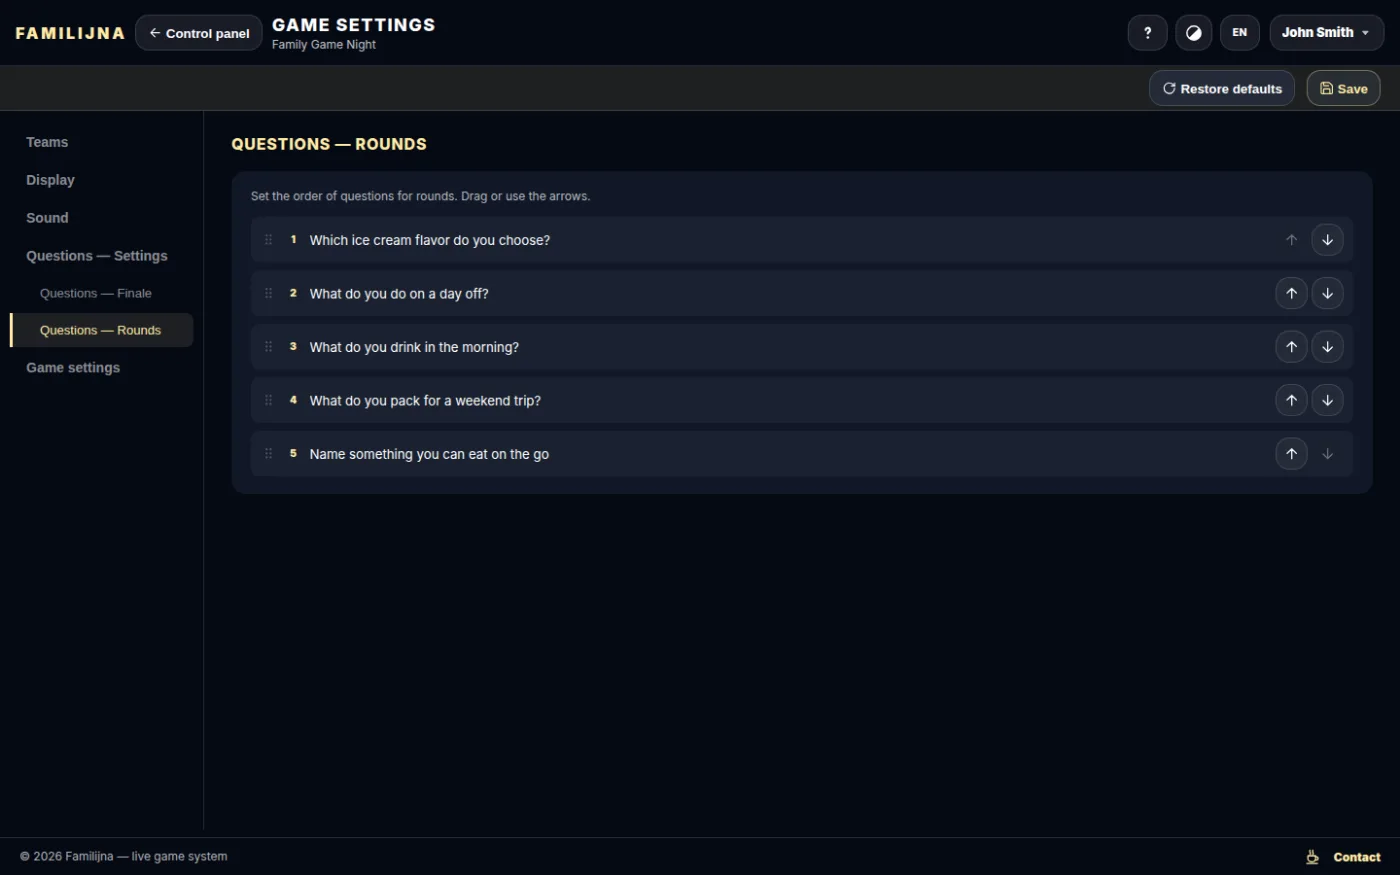 FAMILIJNA
Control panel
GAME SETTINGS
Family Game Night
?
EN
John Smith
Restore defaults
Save
Teams
Display
Sound
Questions — Settings
Questions — Finale
Questions — Rounds
Game settings
QUESTIONS — ROUNDS
Set the order of questions for rounds. Drag or use the arrows.
1 Which ice cream flavor do you choose?
2 What do you do on a day off?
3 What do you drink in the morning?
4 What do you pack for a weekend trip?
5 Name something you can eat on the go
© 2026 Familijna — live game system
Contact